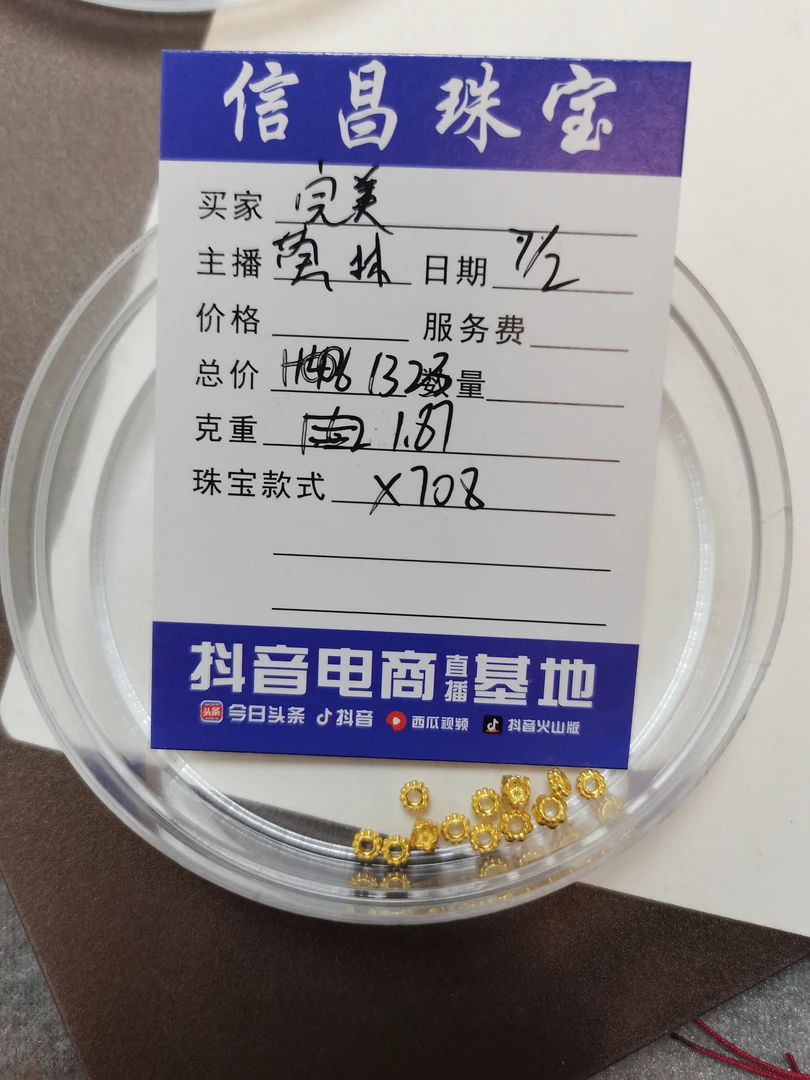 信昌珠宝
买家 完美
主播 日期 7/2
价格 服务费
总价 1323 数量
克重 1.87
珠宝款式 X708
抖音电商直播基地
头条 今日头条 抖音 西瓜视频 抖音火山版